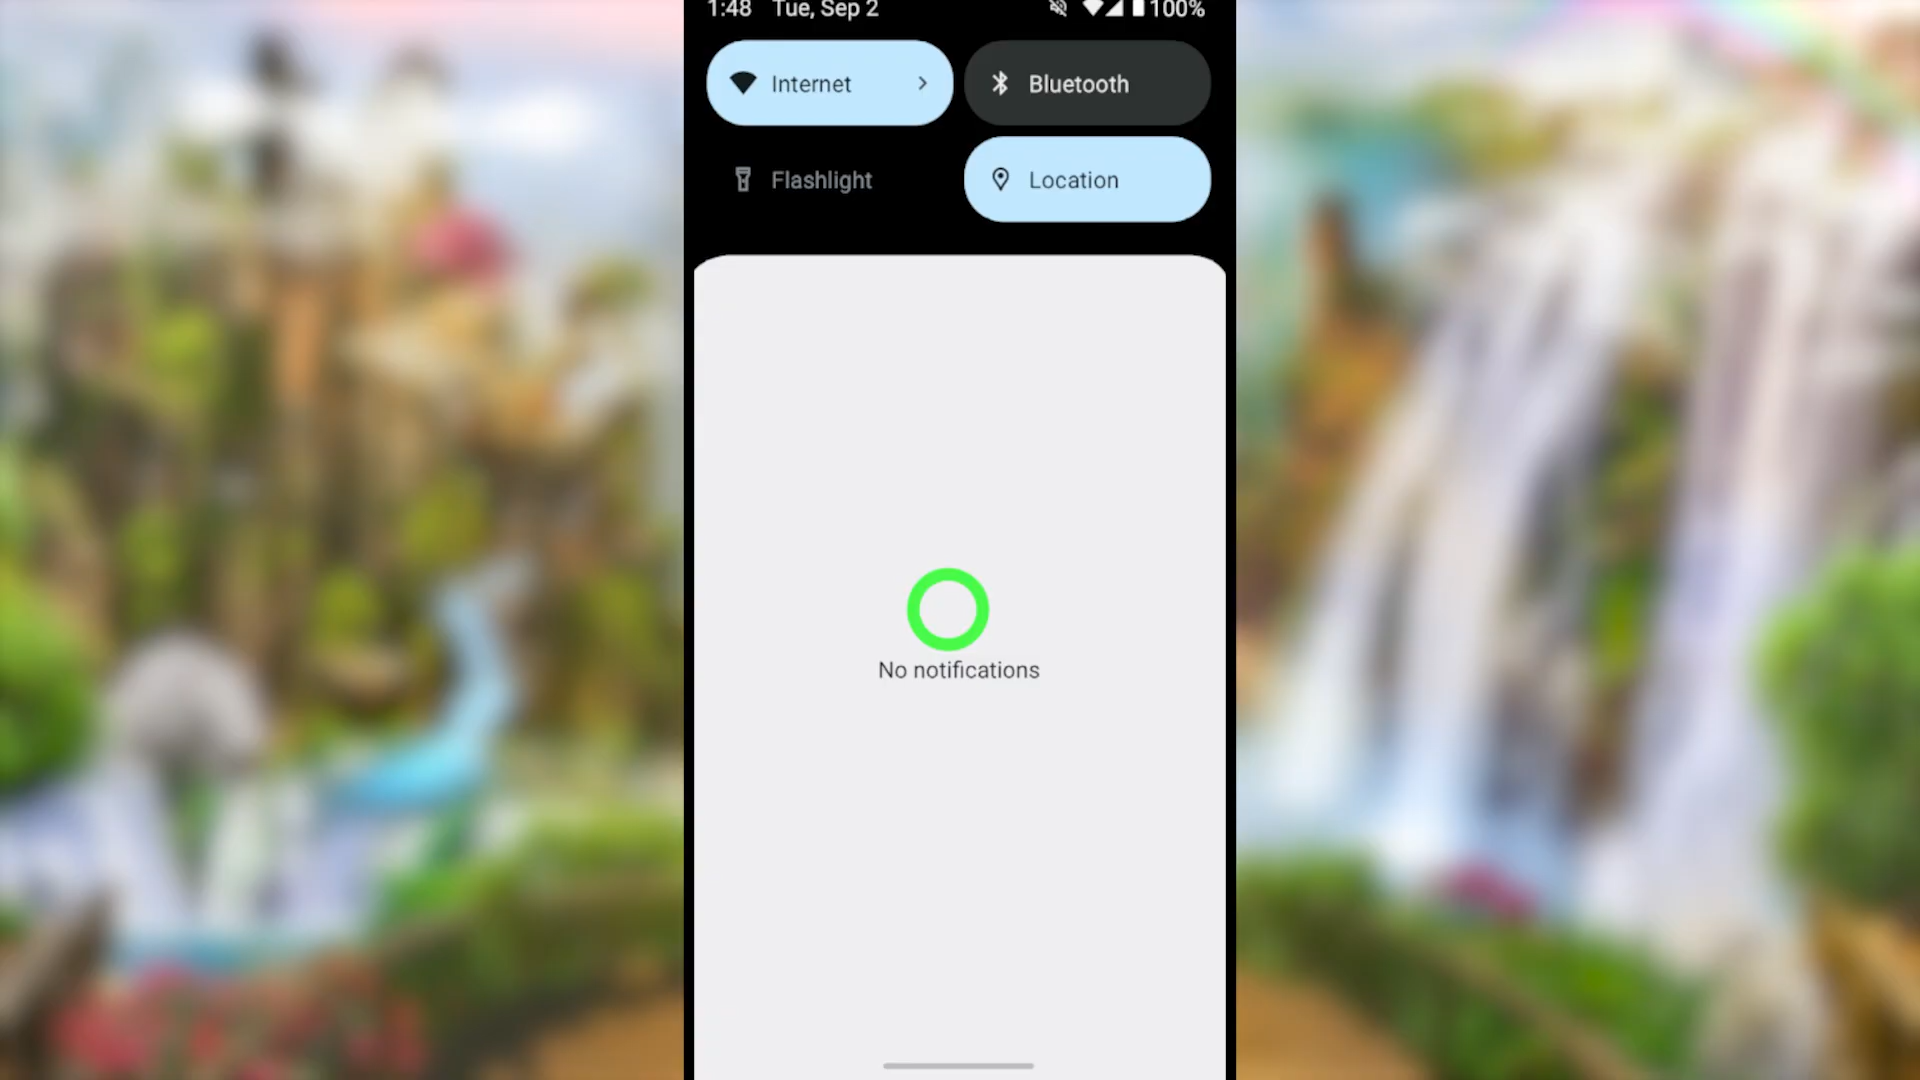 1:48 Tue, Sep 2 100%
Internet Bluetooth
Flashlight Location
No notifications